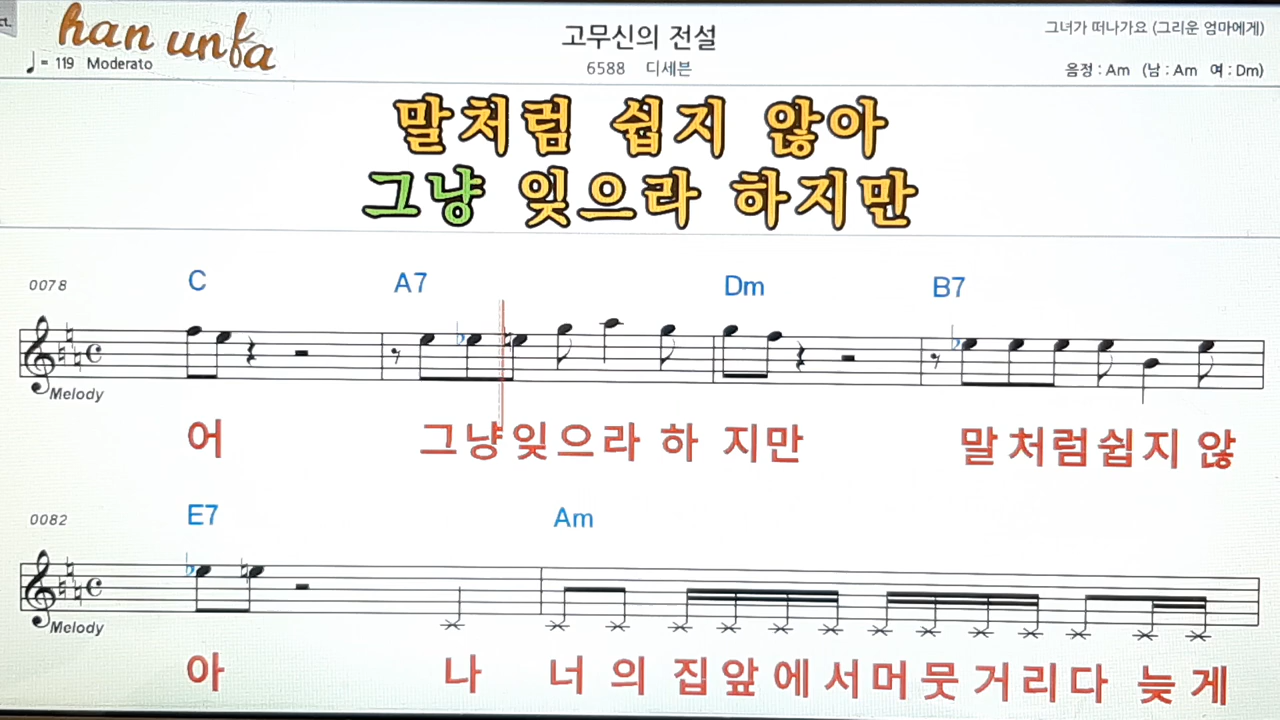 ct.
han unfa
♩ = 119 Moderato
고무신의 전설
6588 디세븐
그녀가 떠나가요 (그리운 엄마에게)
음정 : Am (남 : Am 여 : Dm)
말처럼 쉽지 않아
그냥 잊으라 하지만
0078 C A7 Dm B7
Melody
어 그냥잊으라 하 지만 말처럼쉽지 않
0082 E7 Am
Melody
아 나 너 의 집앞에서머뭇거리다 늦게